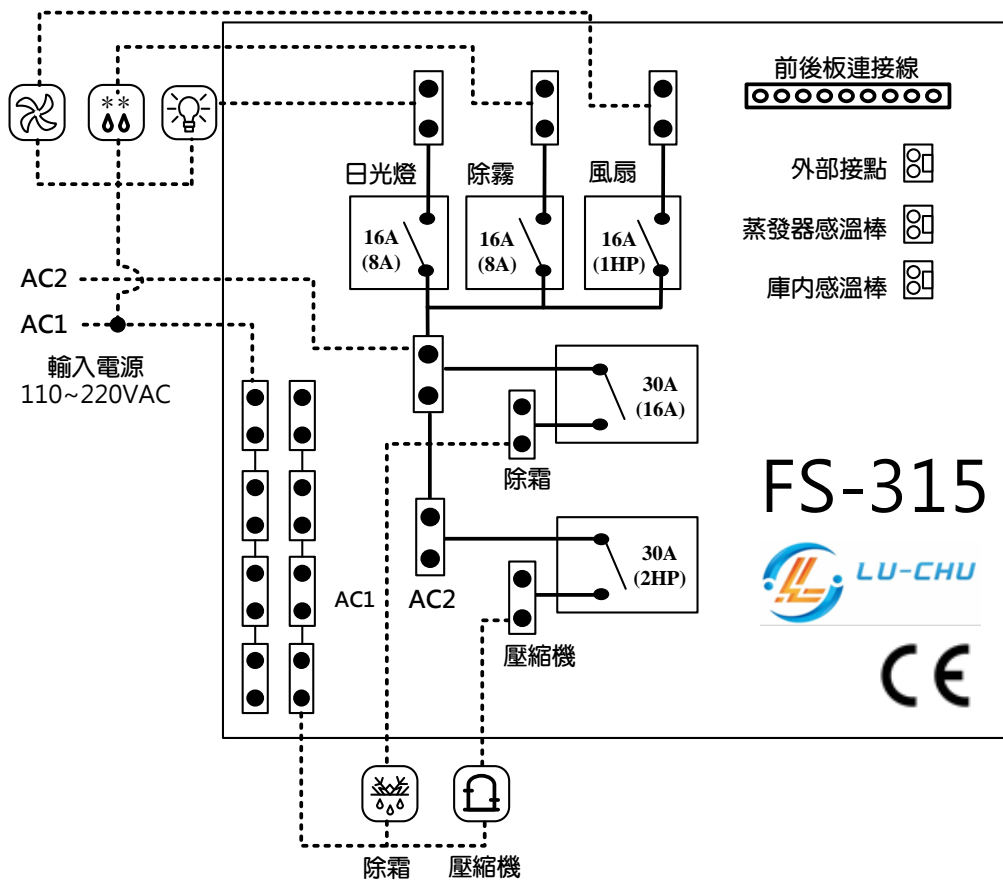 前後板連接線
外部接點
蒸發器感溫棒
庫內感溫棒
日光燈
除霧
風扇
16A
(8A)
16A
(8A)
16A
(1HP)
AC2
AC1
輸入電源
110~220VAC
30A
(16A)
除霜
FS-315
30A
(2HP)
LU-CHU
AC1
AC2
壓縮機
CE
除霜
壓縮機